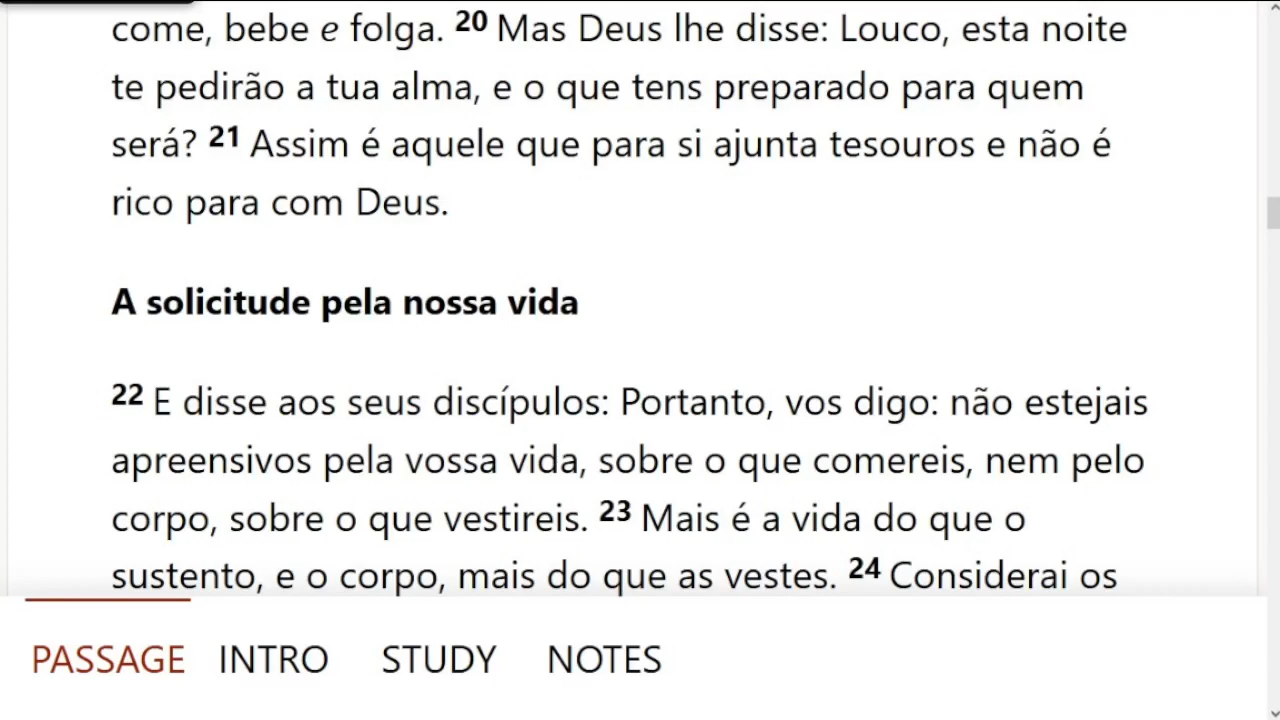 come, bebe e folga. 20 Mas Deus lhe disse: Louco, esta noite
te pedirão a tua alma, e o que tens preparado para quem
será? 21 Assim é aquele que para si ajunta tesouros e não é
rico para com Deus.
A solicitude pela nossa vida
22 E disse aos seus discípulos: Portanto, vos digo: não estejais
apreensivos pela vossa vida, sobre o que comereis, nem pelo
corpo, sobre o que vestireis. 23 Mais é a vida do que o
sustento, e o corpo, mais do que as vestes. 24 Considerai os
PASSAGE INTRO STUDY NOTES